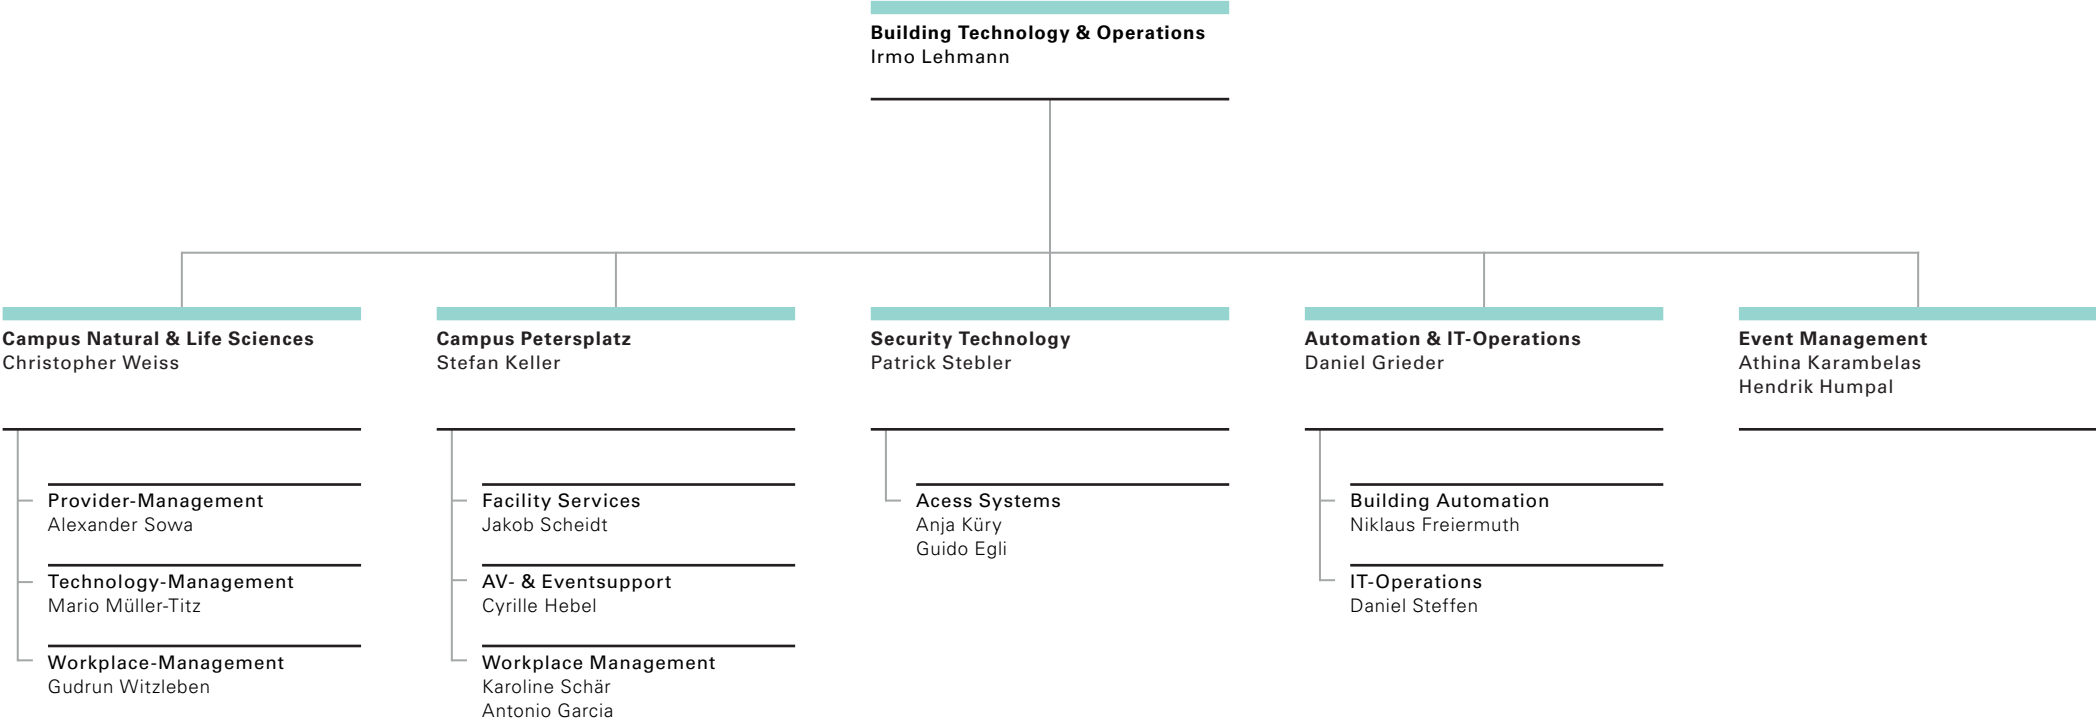 Building Technology & Operations
Irmo Lehmann
Campus Natural & Life Sciences
Christopher Weiss
Provider-Management
Alexander Sowa
Technology-Management
Mario Müller-Titz
Workplace-Management
Gudrun Witzleben
Campus Petersplatz
Stefan Keller
Facility Services
Jakob Scheidt
AV- & Eventsupport
Cyrille Hebel
Workplace Management
Karoline Schär
Antonio Garcia
Security Technology
Patrick Stebler
Acess Systems
Anja Küry
Guido Egli
Automation & IT-Operations
Daniel Grieder
Building Automation
Niklaus Freiermuth
IT-Operations
Daniel Steffen
Event Management
Athina Karambelas
Hendrik Humpal